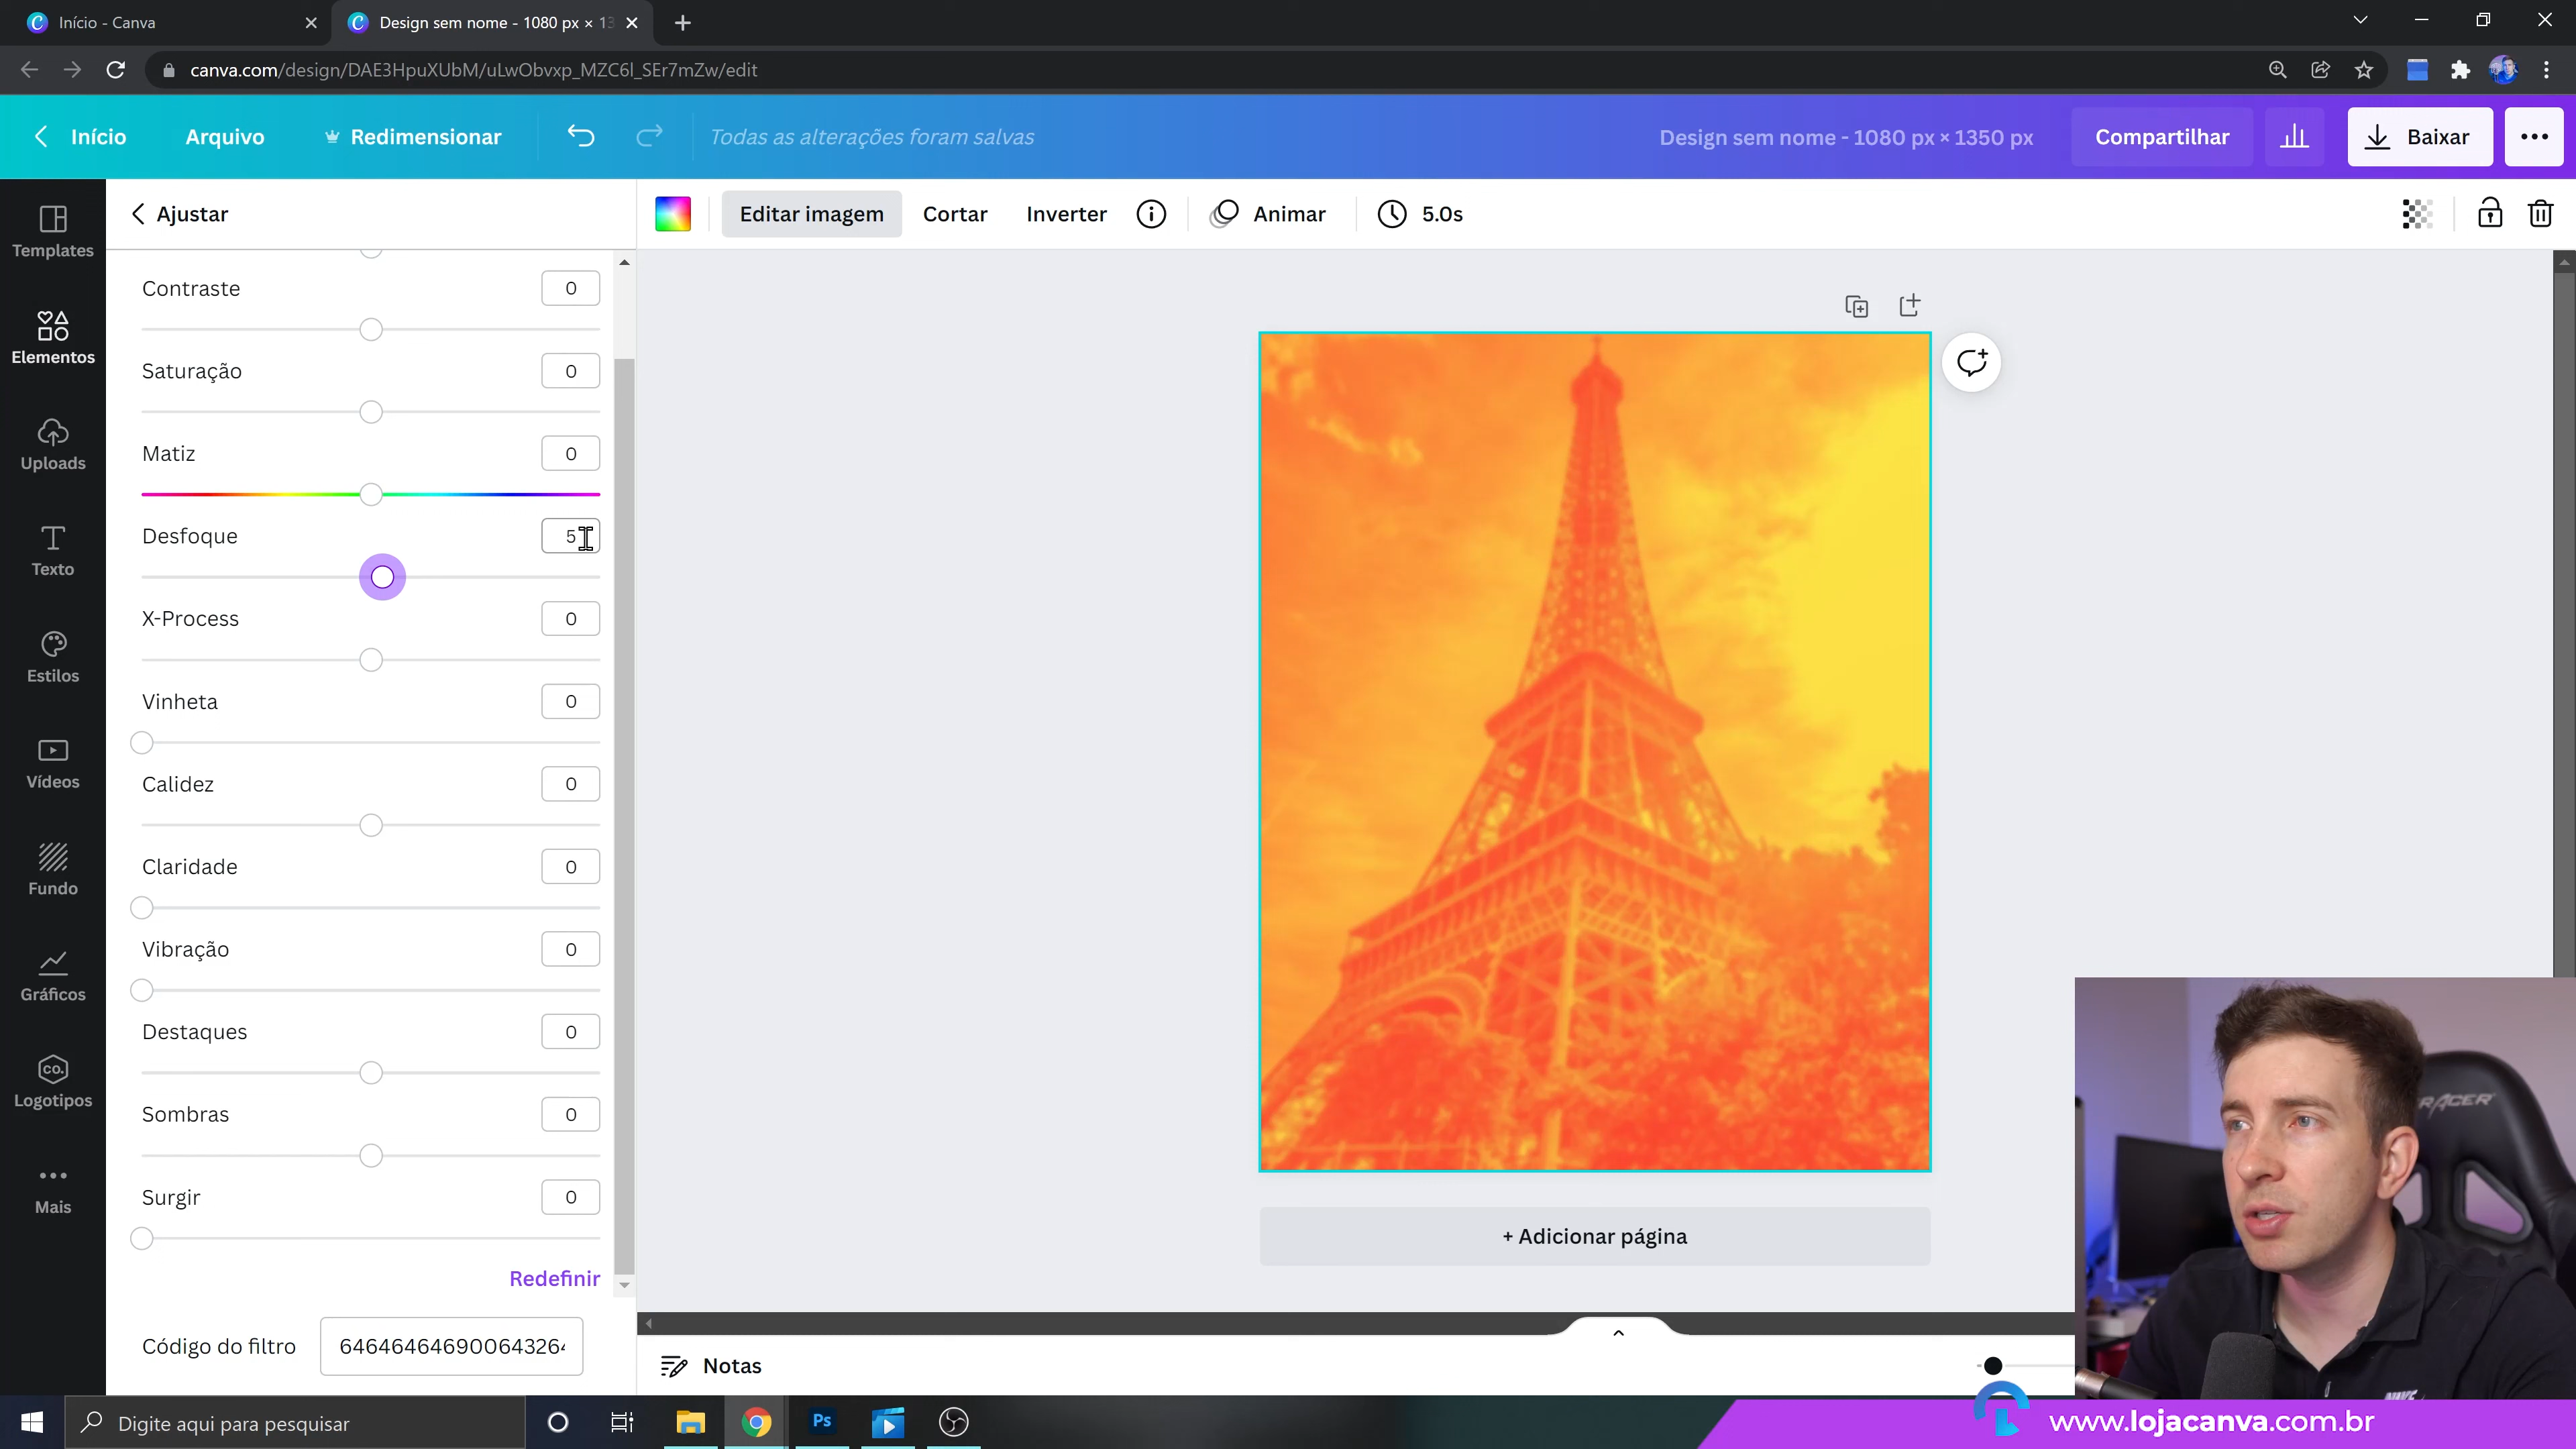 Início - Canva
Design sem nome - 1080 px × 13
canva.com/design/DAE3HpuXUbM/uLwObvxp_MZC6l_SEr7mZw/edit
Início
Arquivo
Redimensionar
Todas as alterações foram salvas
Design sem nome - 1080 px × 1350 px
Compartilhar
Baixar
Ajustar
Editar imagem
Cortar
Inverter
Animar
5.0s
Templates
Elementos
Uploads
Texto
Estilos
Vídeos
Fundo
Gráficos
CO.
Logotipos
Mais
Contraste 0
Saturação 0
Matiz 0
Desfoque 5
X-Process 0
Vinheta 0
Calidez 0
Claridade 0
Vibração 0
Destaques 0
Sombras 0
Surgir 0
Redefinir
Código do filtro
+ Adicionar página
Notas
Digite aqui para pesquisar
Ps
www.lojacanva.com.br